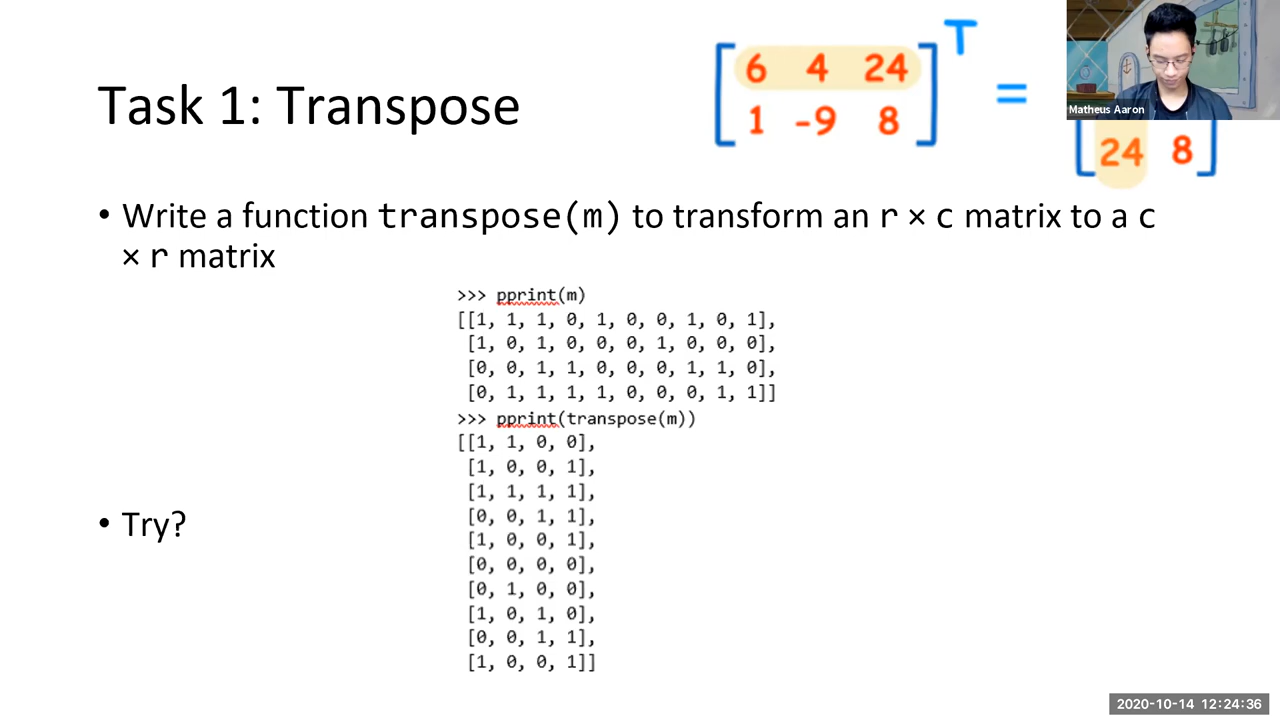 Task 1: Transpose
[6 4 24
1 -9 8]
T
=
[24 8]
Matheus Aaron
• Write a function transpose(m) to transform an r × c matrix to a c
× r matrix
>>> pprint(m)
[[1, 1, 1, 0, 1, 0, 0, 1, 0, 1],
[1, 0, 1, 0, 0, 0, 1, 0, 0, 0],
[0, 0, 1, 1, 0, 0, 0, 1, 1, 0],
[0, 1, 1, 1, 1, 0, 0, 0, 1, 1]]
>>> pprint(transpose(m))
[[1, 1, 0, 0],
[1, 0, 0, 1],
[1, 1, 1, 1],
[0, 0, 1, 1],
[1, 0, 0, 1],
[0, 0, 0, 0],
[0, 1, 0, 0],
[1, 0, 1, 0],
[0, 0, 1, 1],
[1, 0, 0, 1]]
• Try?
2020-10-14 12:24:36